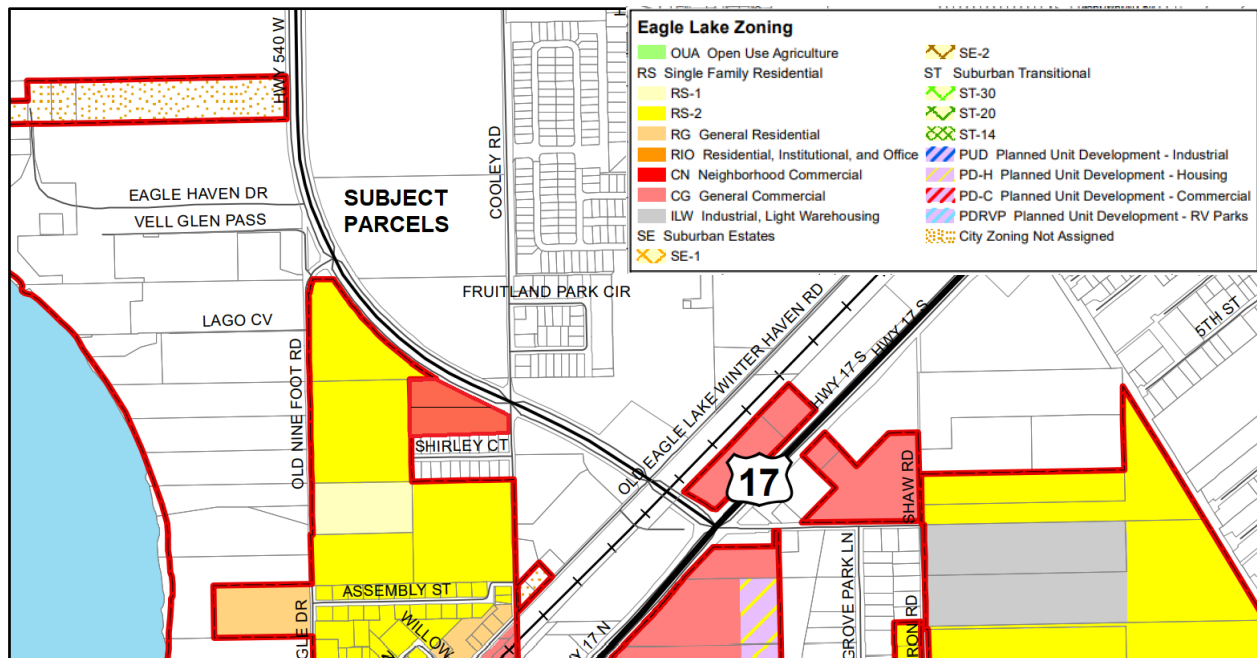 Eagle Lake Zoning
OUA Open Use Agriculture
RS Single Family Residential
RS-1
RS-2
RG General Residential
RIO Residential, Institutional, and Office
CN Neighborhood Commercial
CG General Commercial
ILW Industrial, Light Warehousing
SE Suburban Estates
SE-1
SE-2
ST Suburban Transitional
ST-30
ST-20
ST-14
PUD Planned Unit Development - Industrial
PD-H Planned Unit Development - Housing
PD-C Planned Unit Development - Commercial
PDRVP Planned Unit Development - RV Parks
City Zoning Not Assigned
HWY 540 W
COOLEY RD
EAGLE HAVEN DR
VELL GLEN PASS
SUBJECT
PARCELS
FRUITLAND PARK CIR
LAGO CV
OLD NINE FOOT RD
OLD EAGLE LAKE WINTER HAVEN RD
HWY 17 S
HWY 17 S
5TH ST
SHIRLEY CT
17
SHAW RD
ASSEMBLY ST
WILLOW
GROVE PARK LN